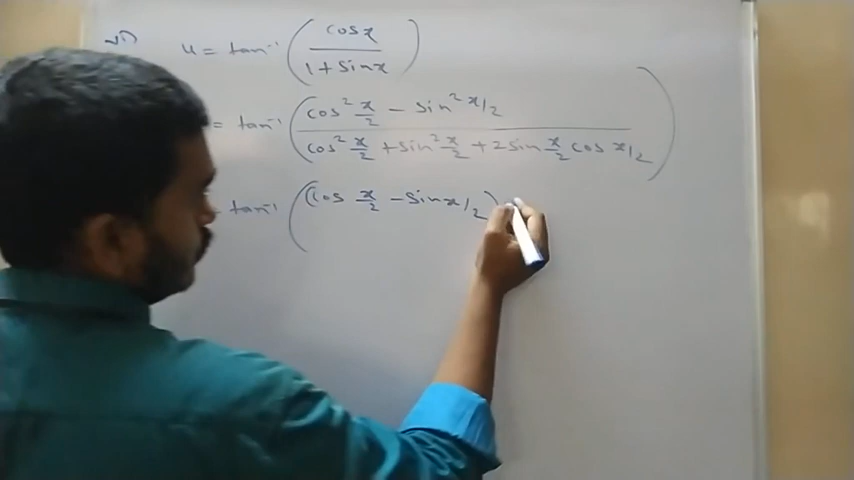 vi) u = tan⁻¹ ( cos x / 1 + sin x )
= tan⁻¹ ( cos² x/2 - sin² x/2 / cos² x/2 + sin² x/2 + 2 sin x/2 cos x/2 )
- tan⁻¹ ( (cos x/2 - sin x/2)